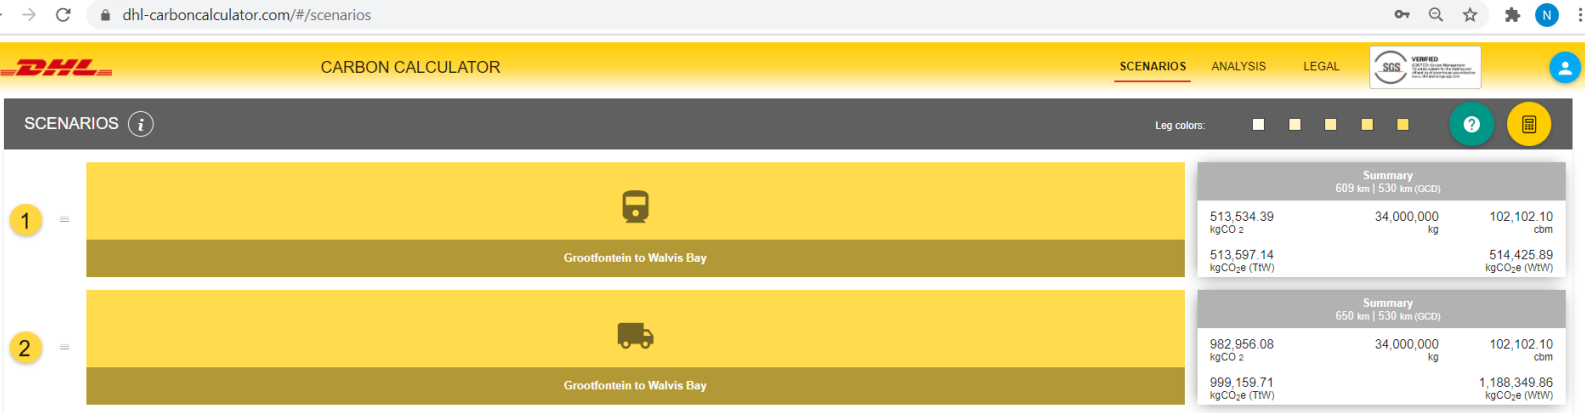 dhl-carboncalculator.com/#/scenarios
N
DHL
CARBON CALCULATOR
SCENARIOS
ANALYSIS
LEGAL
SGS
VERIFIED
SCENARIOS i
Leg colors:
?
1
Grootfontein to Walvis Bay
Summary
609 km | 530 km (GCD)
513,534.39 34,000,000 102,102.10
kgCO 2 kg cbm
513,597.14 514,425.89
kgCO2e (TtW) kgCO2e (WtW)
2
Grootfontein to Walvis Bay
Summary
650 km | 530 km (GCD)
982,956.08 34,000,000 102,102.10
kgCO 2 kg cbm
999,159.71 1,188,349.86
kgCO2e (TtW) kgCO2e (WtW)